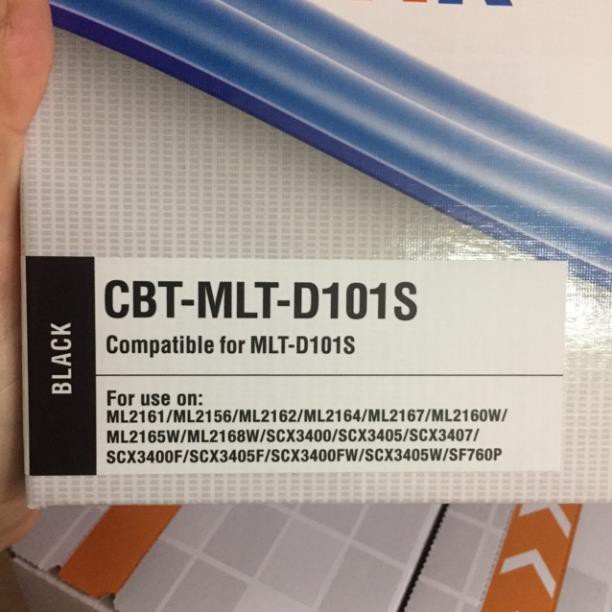 BLACK
CBT-MLT-D101S
Compatible for MLT-D101S
For use on:
ML2161/ML2156/ML2162/ML2164/ML2167/ML2160W/
ML2165W/ML2168W/SCX3400/SCX3405/SCX3407/
SCX3400F/SCX3405F/SCX3400FW/SCX3405W/SF760P